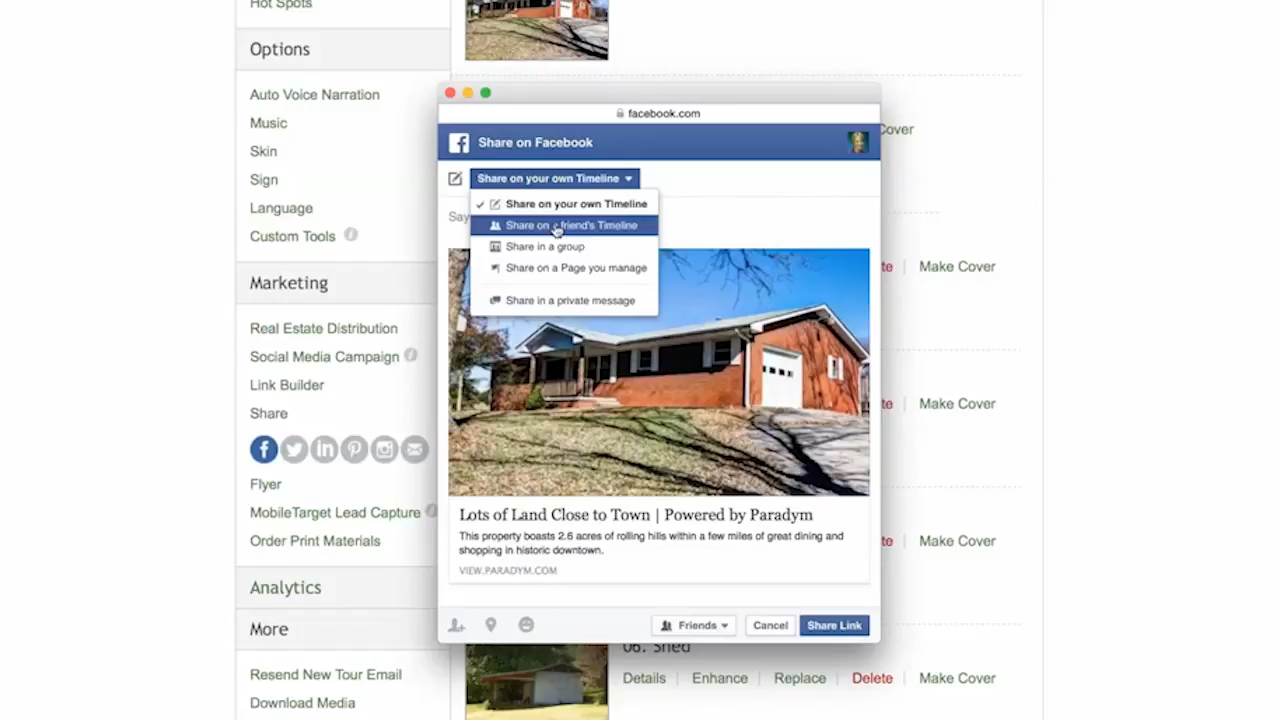 Hot Spots
Options
Auto Voice Narration
Music
Skin
Sign
Language
Custom Tools
Marketing
Real Estate Distribution
Social Media Campaign
Link Builder
Share
Flyer
MobileTarget Lead Capture
Order Print Materials
Analytics
More
Resend New Tour Email
Download Media
facebook.com
Share on Facebook
Share on your own Timeline
Share on your own Timeline
Share on a friend's Timeline
Share in a group
Share on a Page you manage
Share in a private message
Say
Lots of Land Close to Town | Powered by Paradym
This property boasts 2.6 acres of rolling hills within a few miles of great dining and
shopping in historic downtown.
VIEW.PARADYM.COM
Friends Cancel Share Link
Cover
te | Make Cover
te | Make Cover
te | Make Cover
06. Shed
Details | Enhance | Replace | Delete | Make Cover